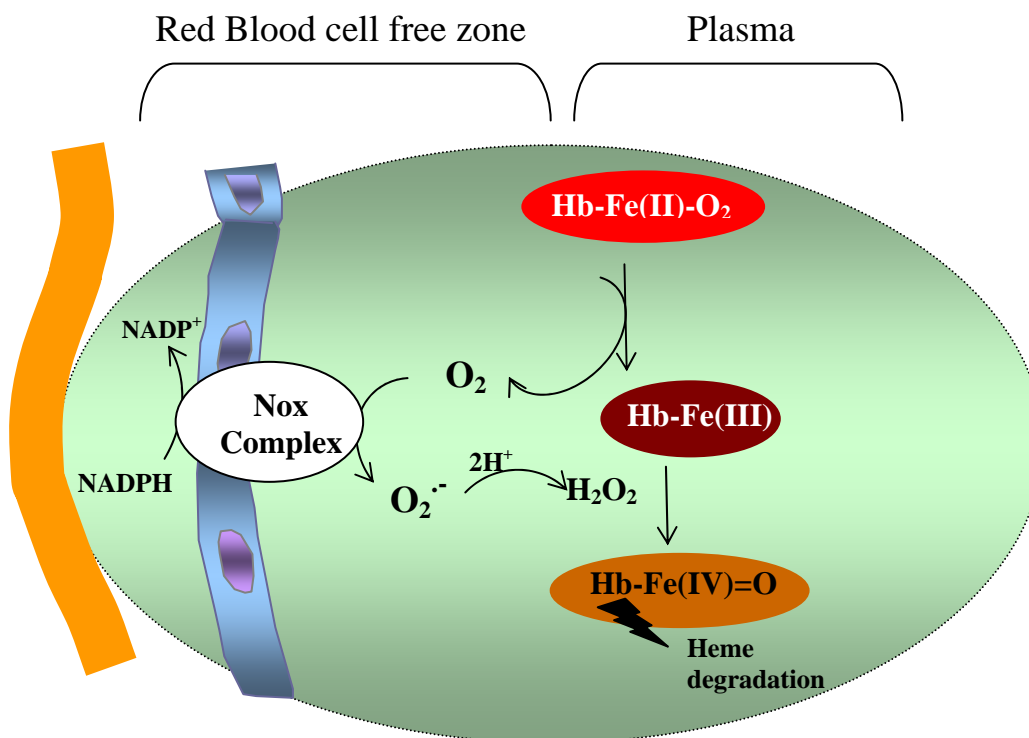 Red Blood cell free zone
Plasma
Hb-Fe(II)-O₂
NADP⁺
O₂
Nox
Complex
Hb-Fe(III)
NADPH
2H⁺
O₂·⁻
H₂O₂
Hb-Fe(IV)=O
Heme
degradation